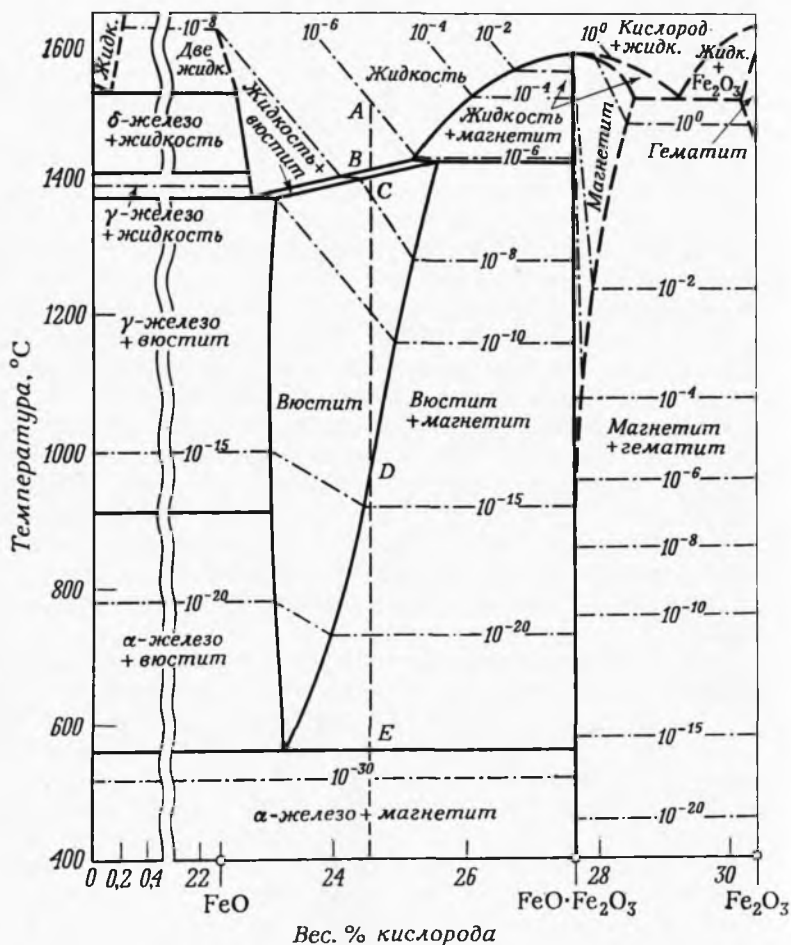 Температура, °C
1600
1400
1200
1000
800
600
400
10⁻⁸
Жидк.
Две
жидк.
10⁻⁶
10⁻⁴
10⁻²
10⁰
Кислород
+жидк.
Жидк.
+
Fe₂O₃
Жидкость
A
10⁻⁴
Жидкость
+магнетит
Жидкость+
вюстит
δ-железо
+жидкость
10⁰
Гематит
Магнетит
B
C
10⁻⁶
γ-железо
+жидкость
10⁻⁸
10⁻²
γ-железо
+вюстит
10⁻¹⁰
Вюстит
Вюстит
+магнетит
10⁻⁴
Магнетит
+гематит
10⁻¹⁵
D
10⁻⁶
10⁻¹⁵
10⁻⁸
10⁻²⁰
10⁻²⁰
10⁻¹⁰
α-железо
+вюстит
E
10⁻¹⁵
10⁻³⁰
α-железо+магнетит
10⁻²⁰
0 0,2 0,4 22 24 26 28 30
FeO FeO·Fe₂O₃ Fe₂O₃
Вес. % кислорода